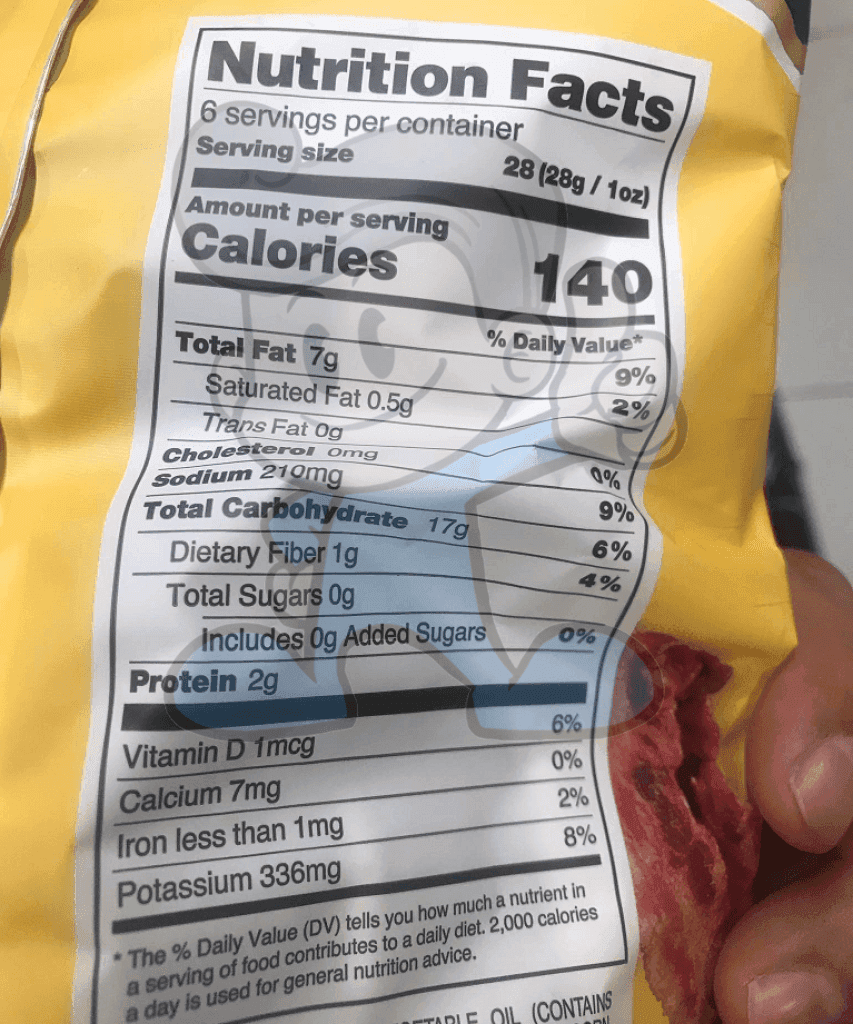 Nutrition Facts
6 servings per container
Serving size 28 (28g / 1oz)
Amount per serving
Calories 140
% Daily Value*
Total Fat 7g 9%
Saturated Fat 0.5g 2%
Trans Fat 0g
Cholesterol 0mg 0%
Sodium 210mg 9%
Total Carbohydrate 17g 6%
Dietary Fiber 1g 4%
Total Sugars 0g
Includes 0g Added Sugars 0%
Protein 2g
Vitamin D 1mcg 6%
Calcium 7mg 0%
Iron less than 1mg 2%
Potassium 336mg 8%
* The % Daily Value (DV) tells you how much a nutrient in
a serving of food contributes to a daily diet. 2,000 calories
a day is used for general nutrition advice.
OIL (CONTAINS